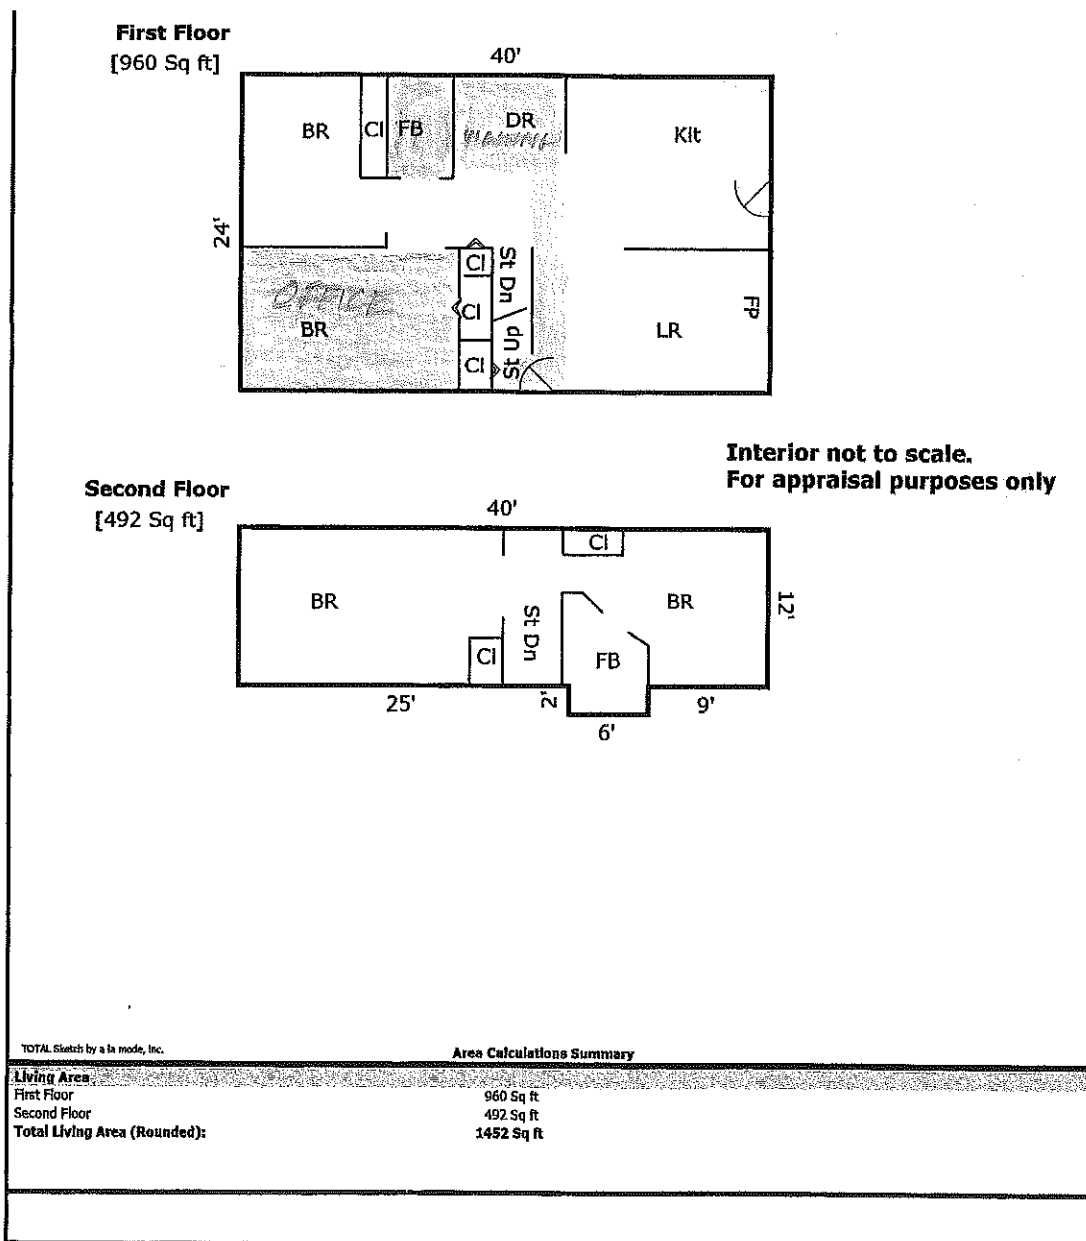 First Floor
[960 Sq ft]
40'
BR
Cl
FB
DR
Kit
24'
OFFICE
BR
Cl
Cl
Cl
St Dn
St up
LR
FP
Interior not to scale.
For appraisal purposes only
Second Floor
[492 Sq ft]
40'
Cl
BR
St Dn
BR
12'
Cl
FB
25'
2'
9'
6'
TOTAL Sketch by a la mode, inc.
Area Calculations Summary
Living Area
First Floor 960 Sq ft
Second Floor 492 Sq ft
Total Living Area (Rounded): 1452 Sq ft